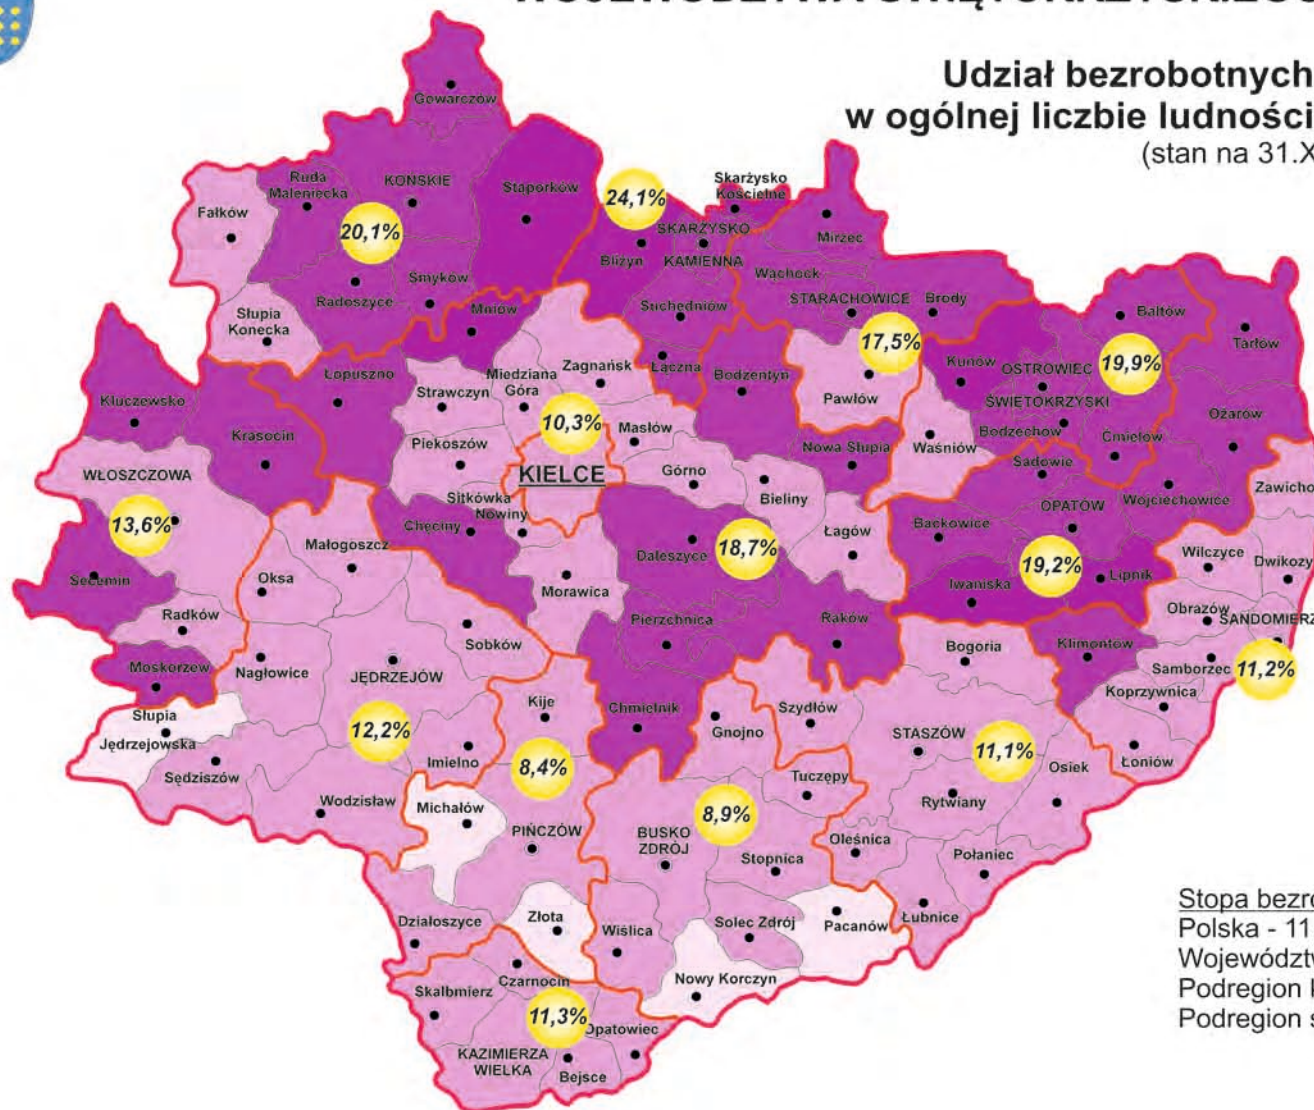 Udział bezrobotnych
w ogólnej liczbie ludności
(stan na 31.X
Gowarczów
Ruda
Maleniecka
KOŃSKIE
Stąporków
24,1%
Skarżysko
Kościelne
Fałków
20,1%
SKARŻYSKO
KAMIENNA
Mirzec
Bliżyn
Wąchock
Radoszyce
Smyków
Suchedniów
STARACHOWICE
Brody
Bałtów
Słupia
Konecka
Mniów
17,5%
Tarłów
Łopuszno
Zagnańsk
Łączna
Kunów
OSTROWIEC
ŚWIĘTOKRZYSKI
19,9%
Kluczewsko
Strawczyn
Miedziana
Góra
Bodzentyn
Pawłów
Bodzechów
Ożarów
Krasocin
Piekoszów
10,3%
Masłów
Nowa Słupia
Waśniów
Ćmielów
WŁOSZCZOWA
KIELCE
Górno
Bieliny
Sadowie
Wojciechowice
Zawicho
Sitkówka
Nowiny
OPATÓW
13,6%
Chęciny
Łagów
Baćkowice
Małogoszcz
Daleszyce
18,7%
Wilczyce
Dwikozy
Secemin
Oksa
19,2%
Lipnik
Morawica
Iwaniska
Radków
Pierzchnica
Raków
Obrazów
SANDOMIERZ
Sobków
Bogoria
Klimontów
Moskorzew
Nagłowice
JĘDRZEJÓW
Samborzec
11,2%
Kije
Chmielnik
Szydłów
Koprzywnica
Słupia
Jędrzejowska
12,2%
Gnojno
STASZÓW
11,1%
Imielno
8,4%
Osiek
Łoniów
Sędziszów
Tuczępy
Wodzisław
Michałów
8,9%
Rytwiany
PIŃCZÓW
BUSKO
ZDRÓJ
Oleśnica
Stopnica
Połaniec
Działoszyce
Złota
Wiślica
Solec Zdrój
Pacanów
Łubnice
Stopa bezro
Polska - 11
Województw
Podregion k
Podregion s
Czarnocin
Nowy Korczyn
Skalbmierz
11,3%
Opatowiec
KAZIMIERZA
WIELKA
Bejsce